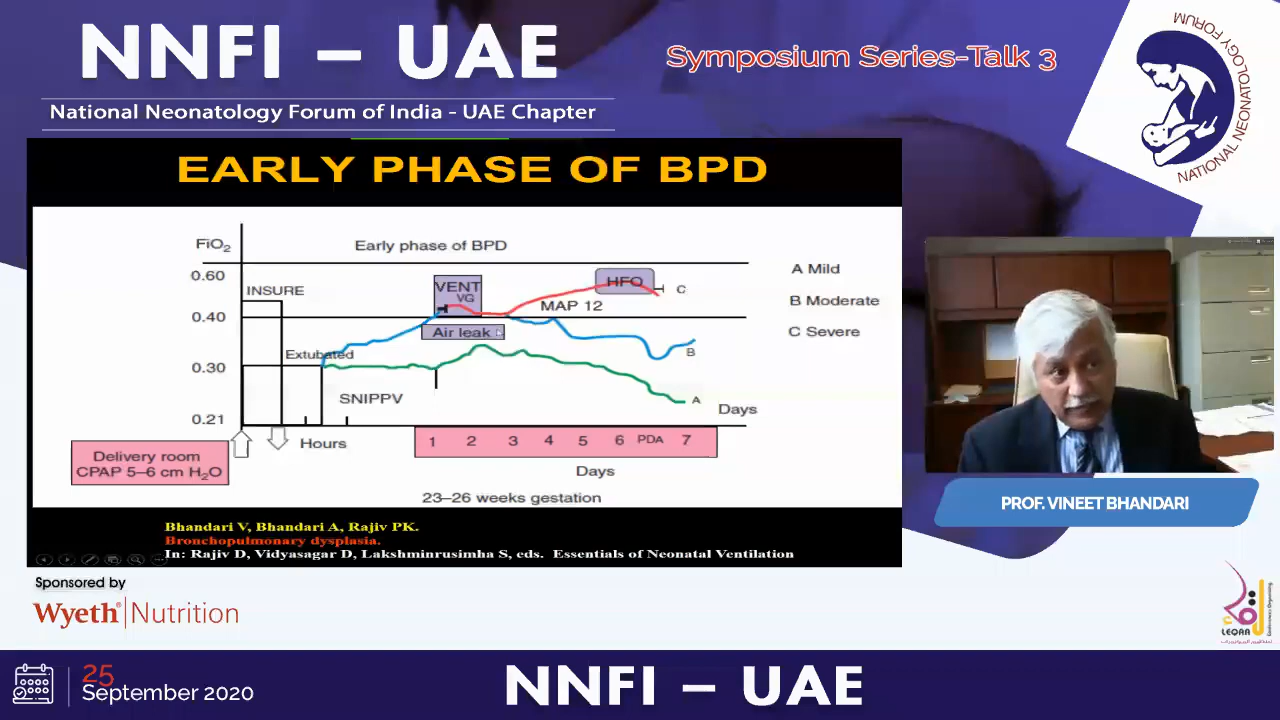 NNFI – UAE
National Neonatology Forum of India - UAE Chapter
Symposium Series-Talk 3
NATIONAL NEONATOLOGY FORUM
EARLY PHASE OF BPD
FiO2
Early phase of BPD
0.60
INSURE
VENT
VG
HFO
C
MAP 12
0.40
Air leak
Extubated
B
0.30
SNIPPV
A
0.21
Days
Hours
1 2 3 4 5 6 PDA 7
Days
Delivery room
CPAP 5–6 cm H2O
23–26 weeks gestation
A Mild
B Moderate
C Severe
Bhandari V, Bhandari A, Rajiv PK.
Bronchopulmonary dysplasia.
In: Rajiv D, Vidyasagar D, Lakshminrusimha S, eds. Essentials of Neonatal Ventilation
PROF. VINEET BHANDARI
Sponsored by
Wyeth® Nutrition
LEQAA
25
September 2020
NNFI – UAE